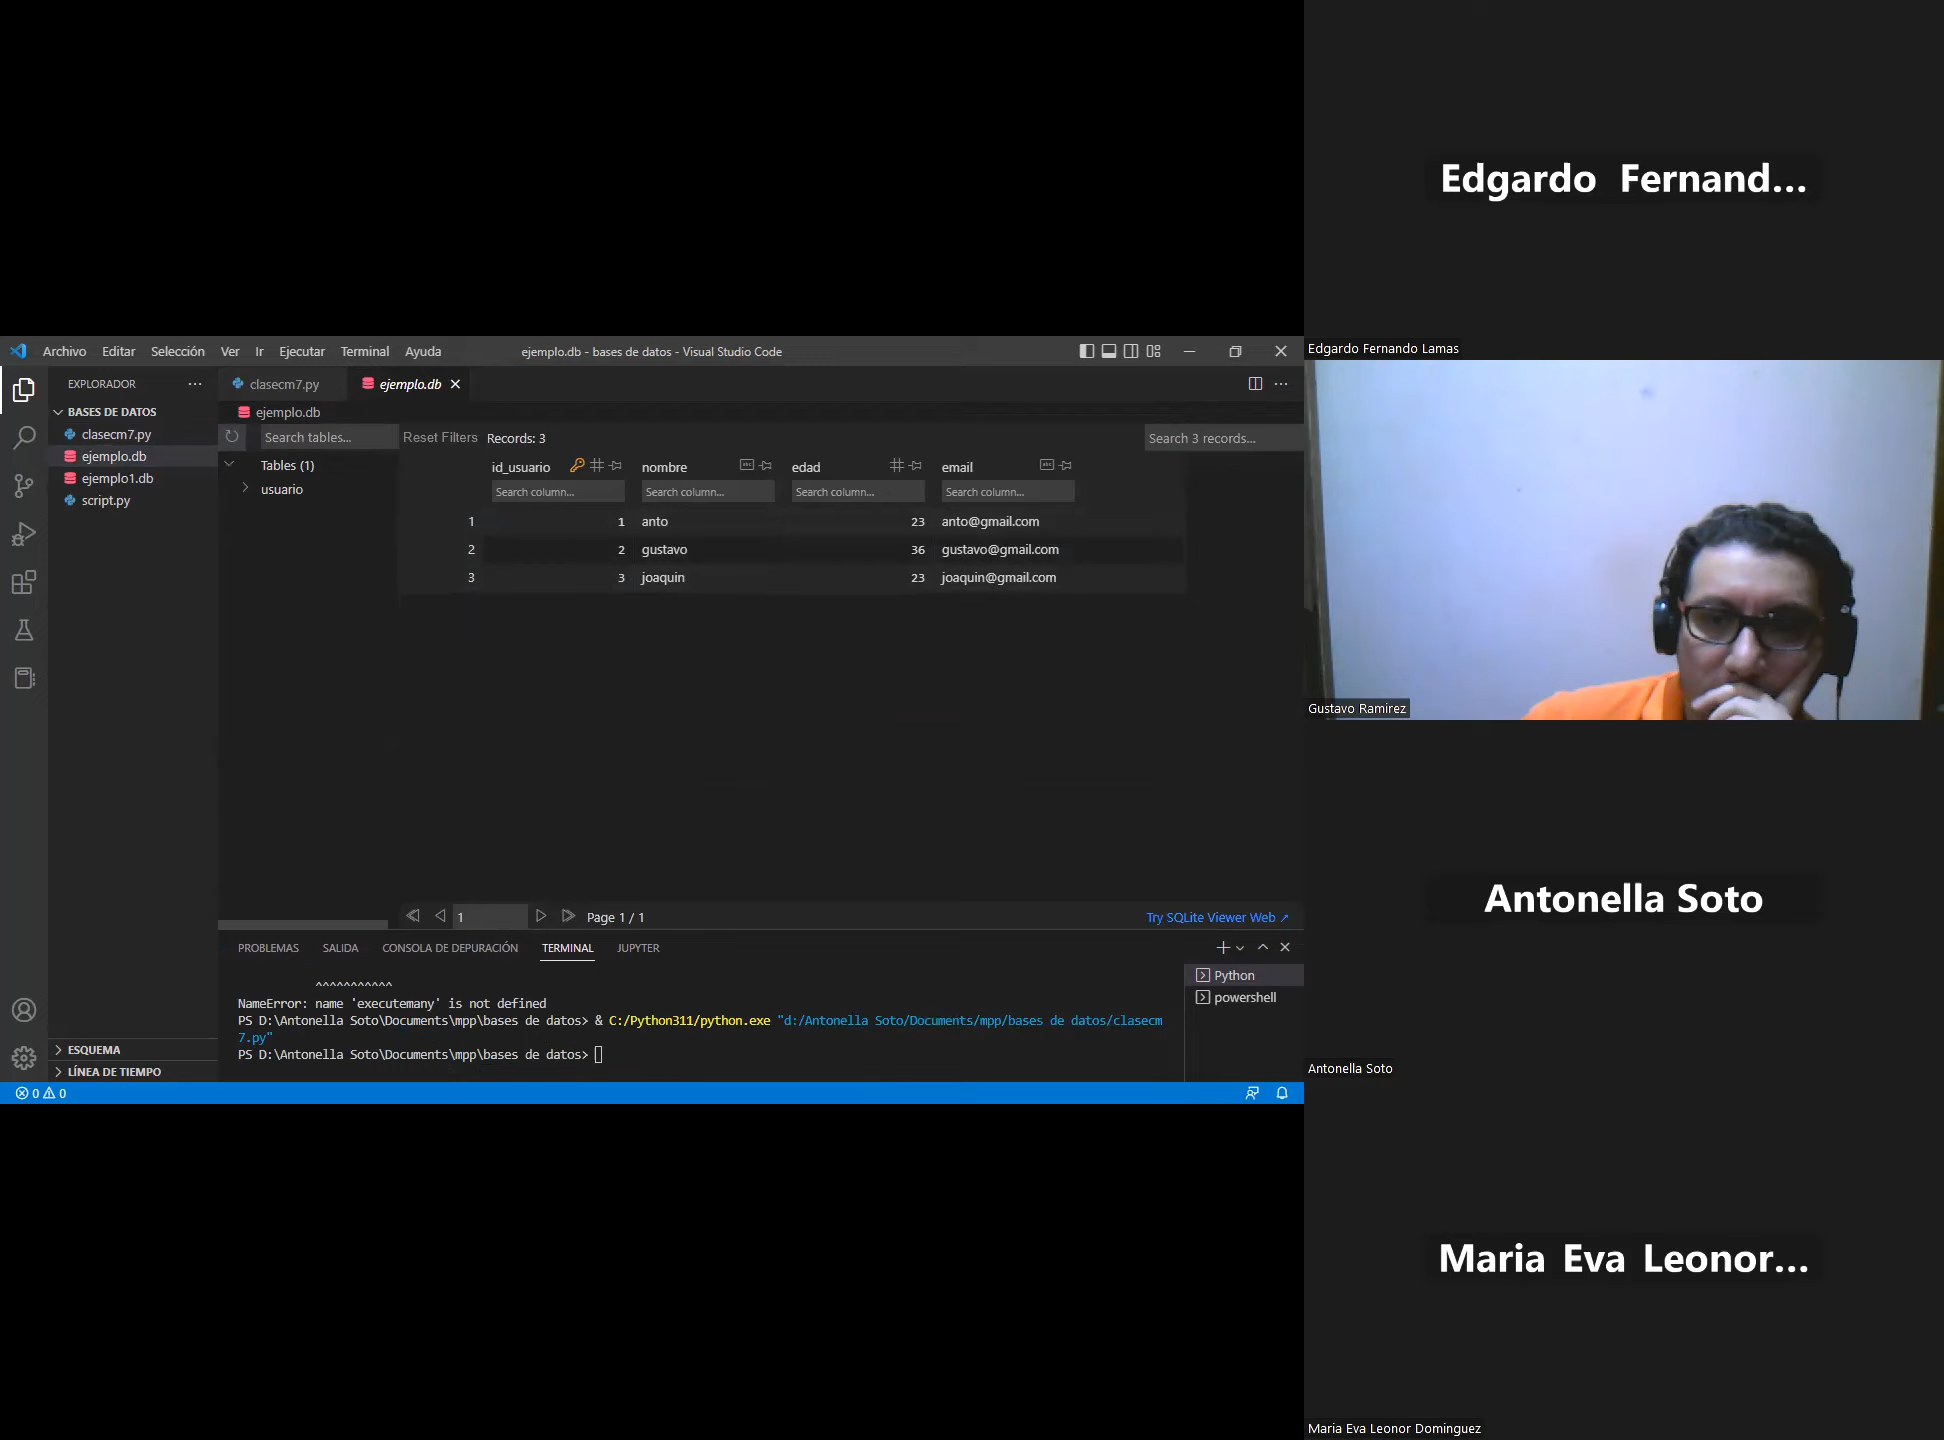 Archivo Editar Selección Ver Ir Ejecutar Terminal Ayuda
ejemplo.db - bases de datos - Visual Studio Code
EXPLORADOR
BASES DE DATOS
clasecm7.py
ejemplo.db
ejemplo1.db
script.py
ESQUEMA
LÍNEA DE TIEMPO
clasecm7.py ejemplo.db
ejemplo.db
Search tables... Reset Filters Records: 3 Search 3 records...
Tables (1)
usuario
id_usuario nombre edad email
Search column... Search column... Search column... Search column...
1 1 anto 23 anto@gmail.com
2 2 gustavo 36 gustavo@gmail.com
3 3 joaquin 23 joaquin@gmail.com
1 Page 1 / 1 Try SQLite Viewer Web ↗
PROBLEMAS SALIDA CONSOLA DE DEPURACIÓN TERMINAL JUPYTER
^^^^^^^^^^^
NameError: name 'executemany' is not defined
PS D:\Antonella Soto\Documents\mpp\bases de datos> & C:/Python311/python.exe "d:/Antonella Soto/Documents/mpp/bases de datos/clasecm
7.py"
PS D:\Antonella Soto\Documents\mpp\bases de datos>
Python
powershell
0 0
Edgardo Fernand...
Edgardo Fernando Lamas
Gustavo Ramirez
Antonella Soto
Antonella Soto
Maria Eva Leonor...
Maria Eva Leonor Dominguez